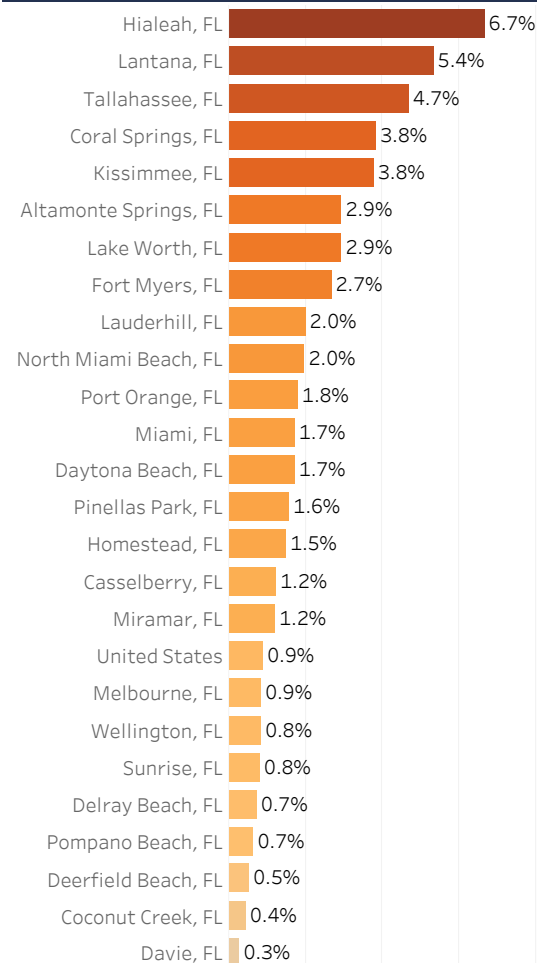 Hialeah, FL 6.7%
Lantana, FL 5.4%
Tallahassee, FL 4.7%
Coral Springs, FL 3.8%
Kissimmee, FL 3.8%
Altamonte Springs, FL 2.9%
Lake Worth, FL 2.9%
Fort Myers, FL 2.7%
Lauderhill, FL 2.0%
North Miami Beach, FL 2.0%
Port Orange, FL 1.8%
Miami, FL 1.7%
Daytona Beach, FL 1.7%
Pinellas Park, FL 1.6%
Homestead, FL 1.5%
Casselberry, FL 1.2%
Miramar, FL 1.2%
United States 0.9%
Melbourne, FL 0.9%
Wellington, FL 0.8%
Sunrise, FL 0.8%
Delray Beach, FL 0.7%
Pompano Beach, FL 0.7%
Deerfield Beach, FL 0.5%
Coconut Creek, FL 0.4%
Davie, FL 0.3%